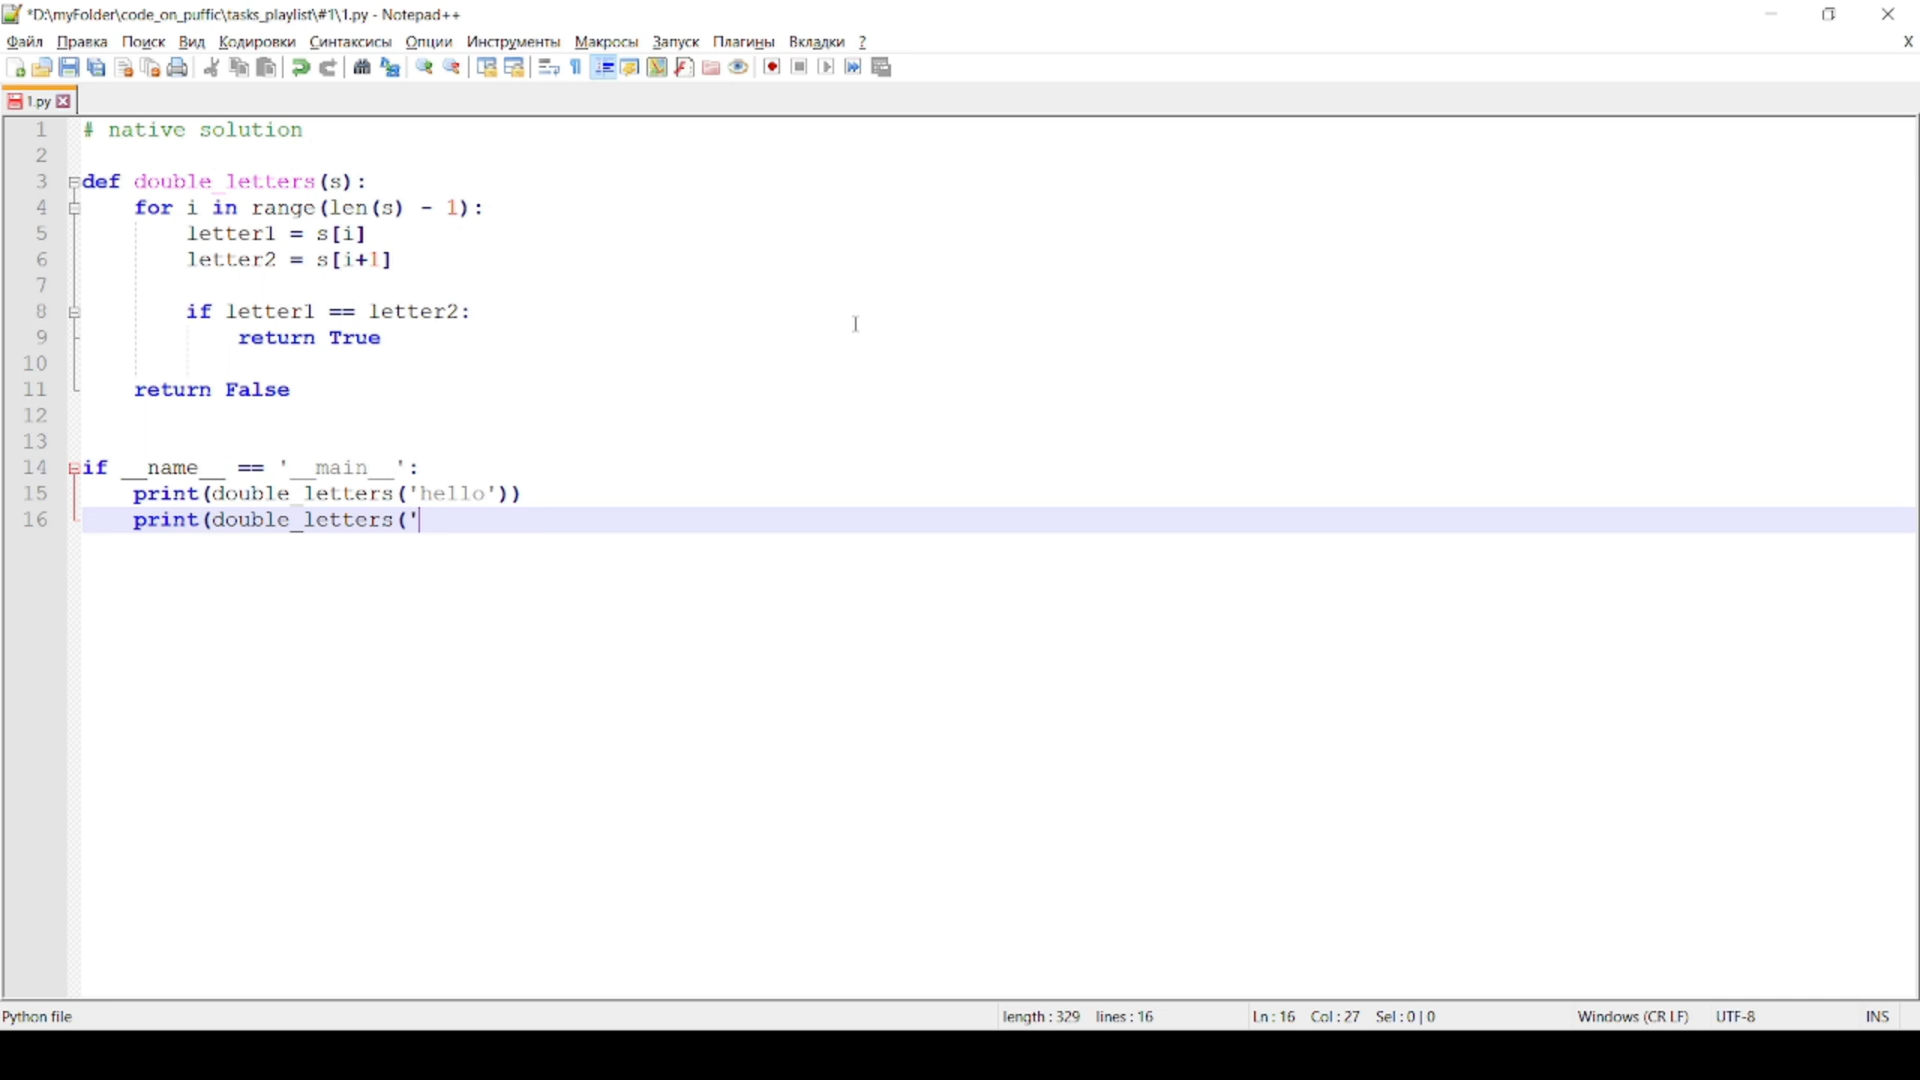 *D:\myFolder\code_on_puffic\tasks_playlist\#1\1.py - Notepad++
Файл Правка Поиск Вид Кодировки Синтаксисы Опции Инструменты Макросы Запуск Плагины Вкладки ? X
1.py
1 # native solution
2
3 def double_letters(s):
4 for i in range(len(s) - 1):
5 letter1 = s[i]
6 letter2 = s[i+1]
7
8 if letter1 == letter2:
9 return True
10
11 return False
12
13
14 if __name__ == '__main__':
15 print(double_letters('hello'))
16 print(double_letters('
Python file length : 329 lines : 16 Ln : 16 Col : 27 Sel : 0 | 0 Windows (CR LF) UTF-8 INS